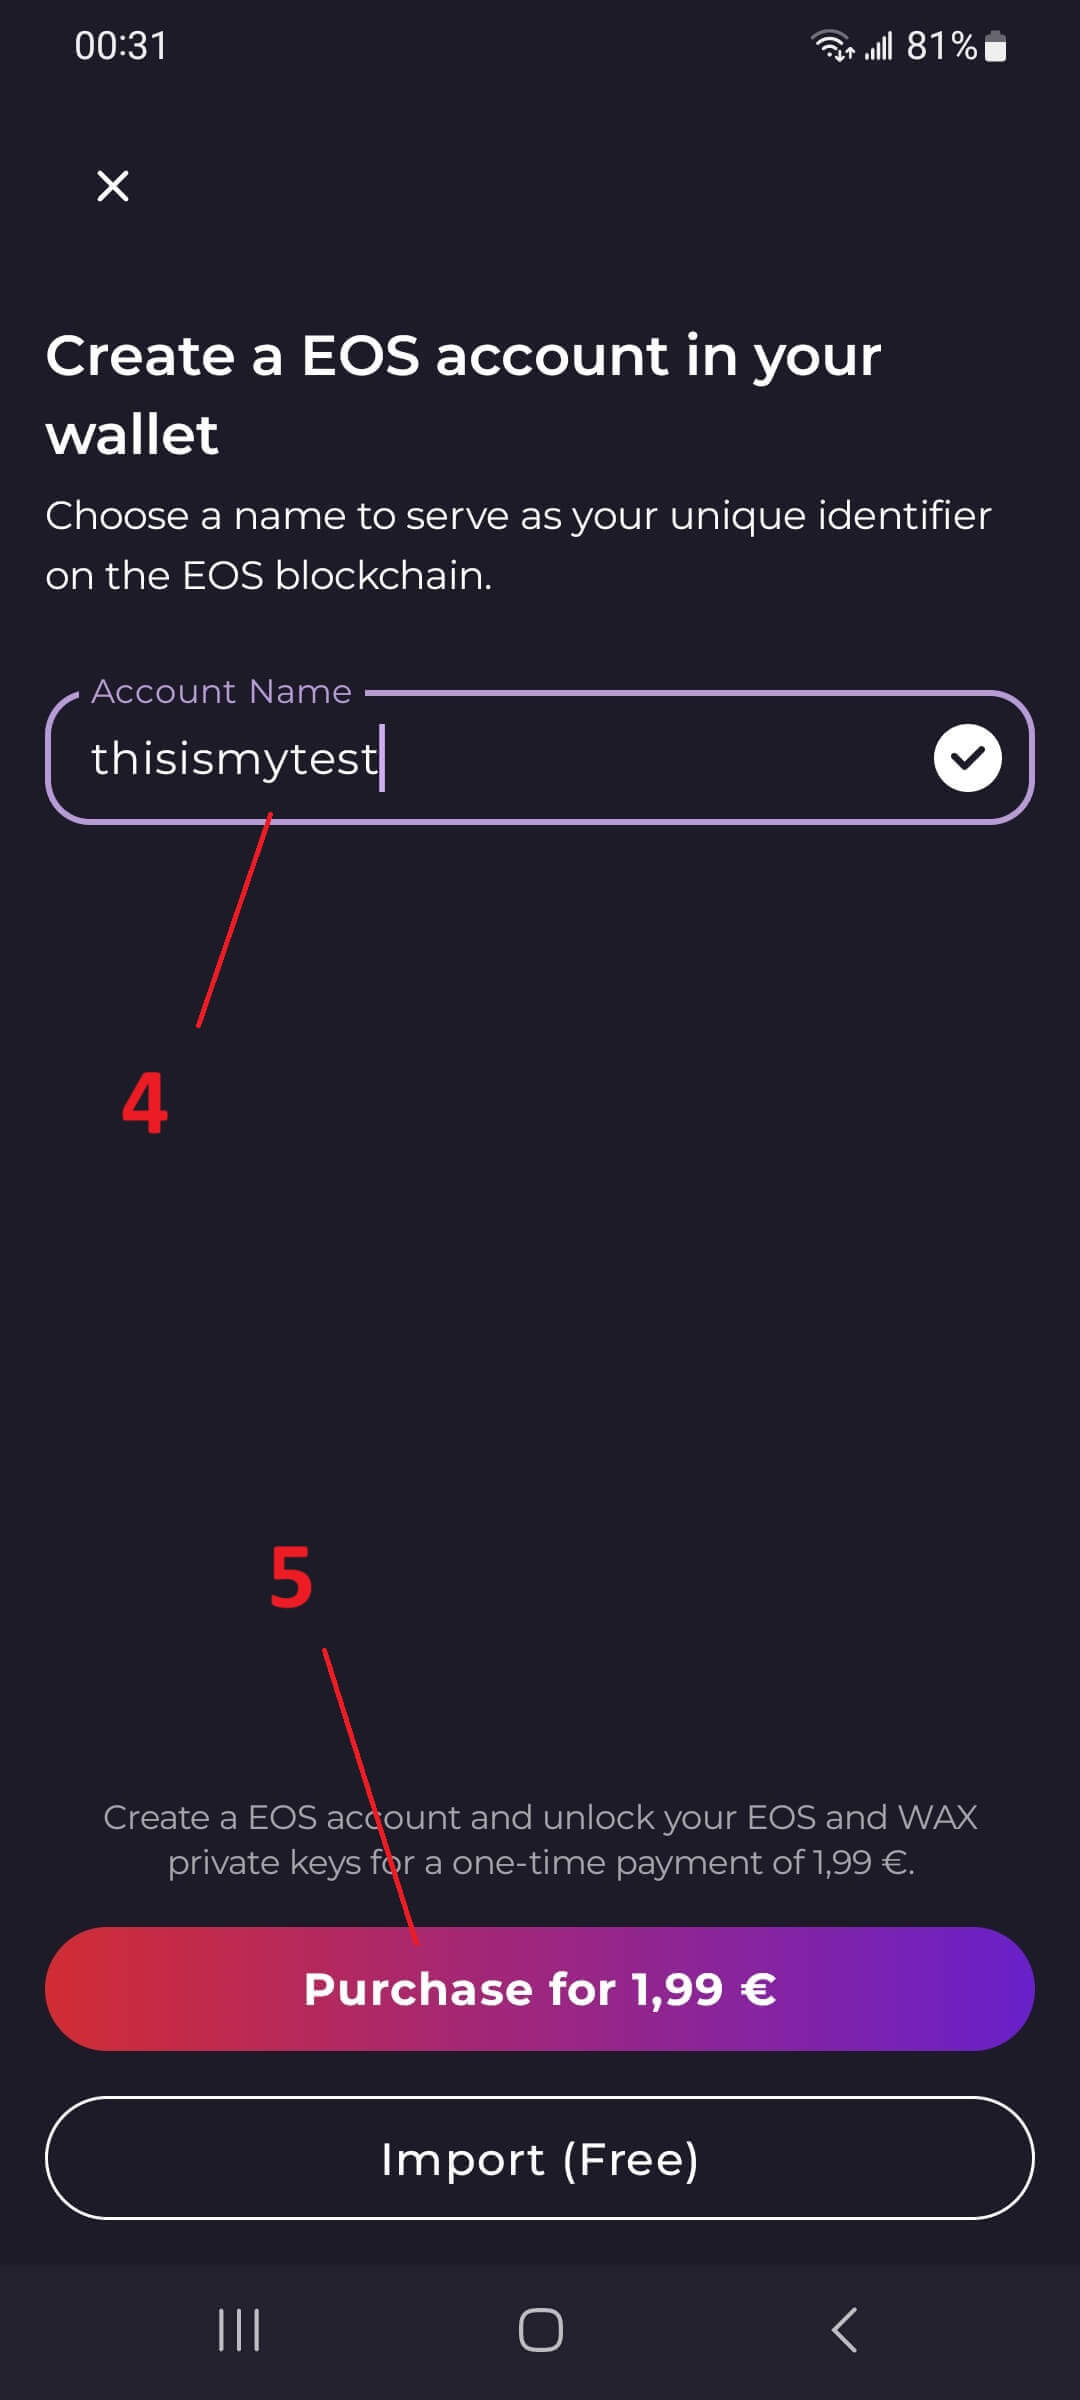 00:31
81%
Create a EOS account in your
wallet
Choose a name to serve as your unique identifier
on the EOS blockchain.
Account Name
thisismytest
4
5
Create a EOS account and unlock your EOS and WAX
private keys for a one-time payment of 1,99 €.
Purchase for 1,99 €
Import (Free)